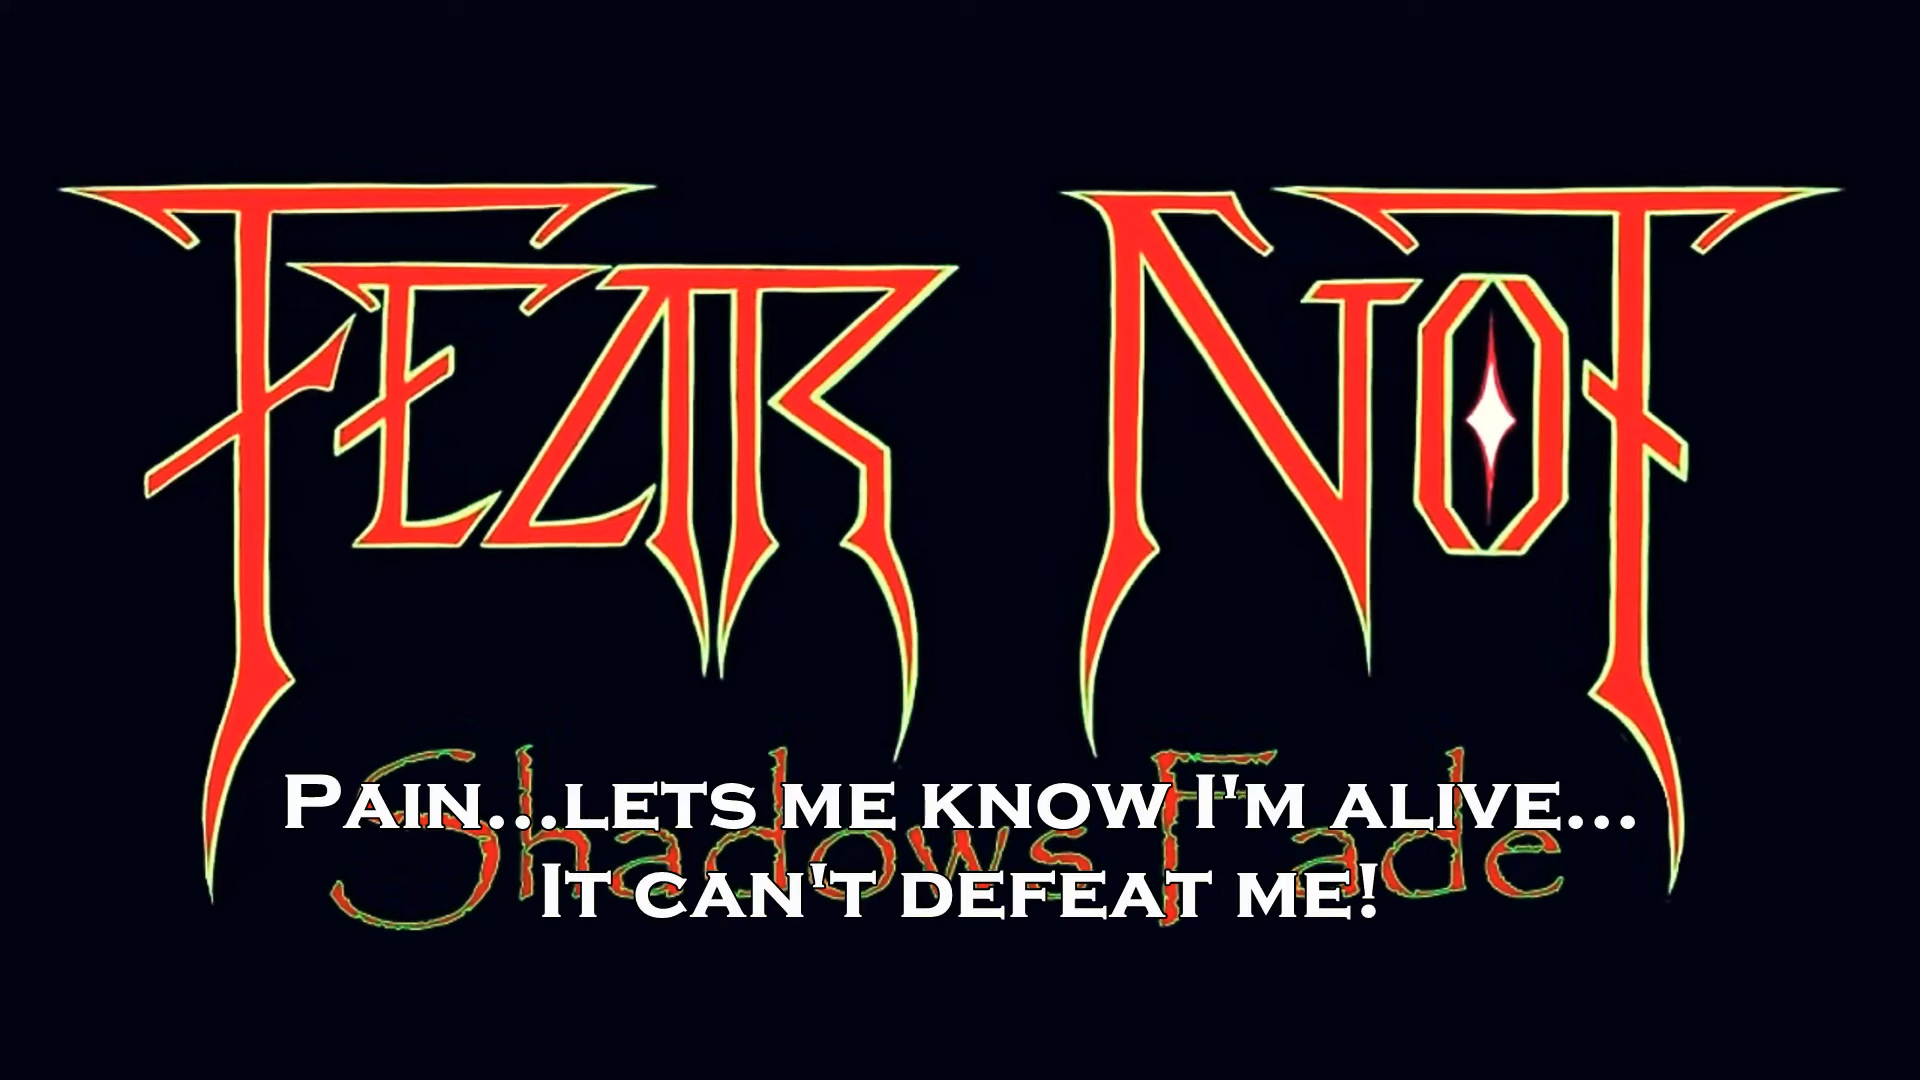 FEAR NOT
Shadows Fade
PAIN...LETS ME KNOW I'M ALIVE...
IT CAN'T DEFEAT ME!